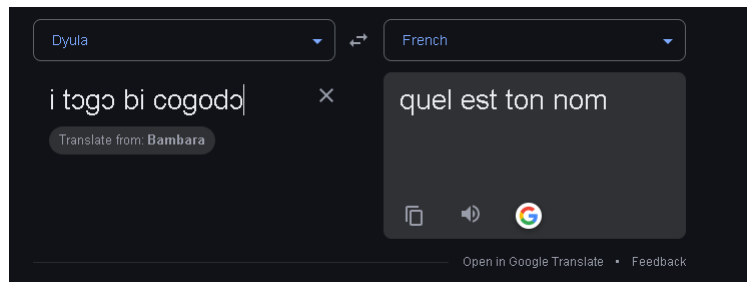 Dyula
French
i tɔgɔ bi cogodɔ
quel est ton nom
Translate from: Bambara
Open in Google Translate • Feedback